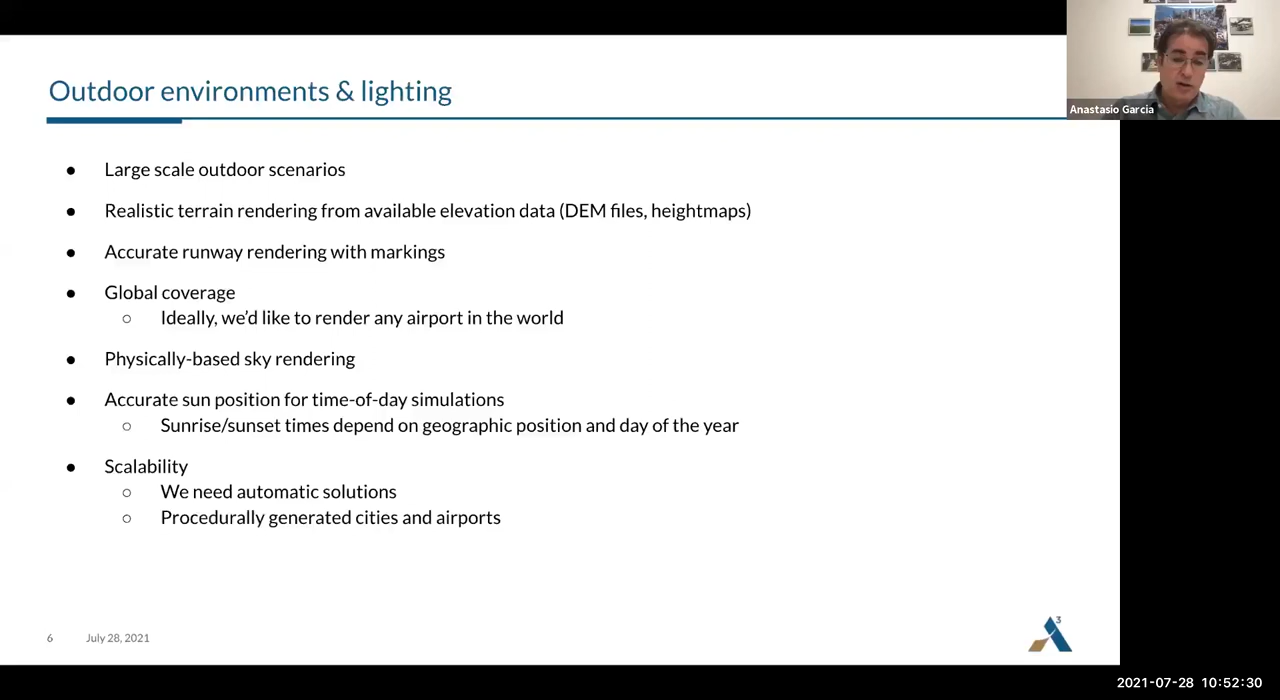 Outdoor environments & lighting
Anastasio Garcia
● Large scale outdoor scenarios
● Realistic terrain rendering from available elevation data (DEM files, heightmaps)
● Accurate runway rendering with markings
● Global coverage
○ Ideally, we'd like to render any airport in the world
● Physically-based sky rendering
● Accurate sun position for time-of-day simulations
○ Sunrise/sunset times depend on geographic position and day of the year
● Scalability
○ We need automatic solutions
○ Procedurally generated cities and airports
6 July 28, 2021
3
2021-07-28 10:52:30